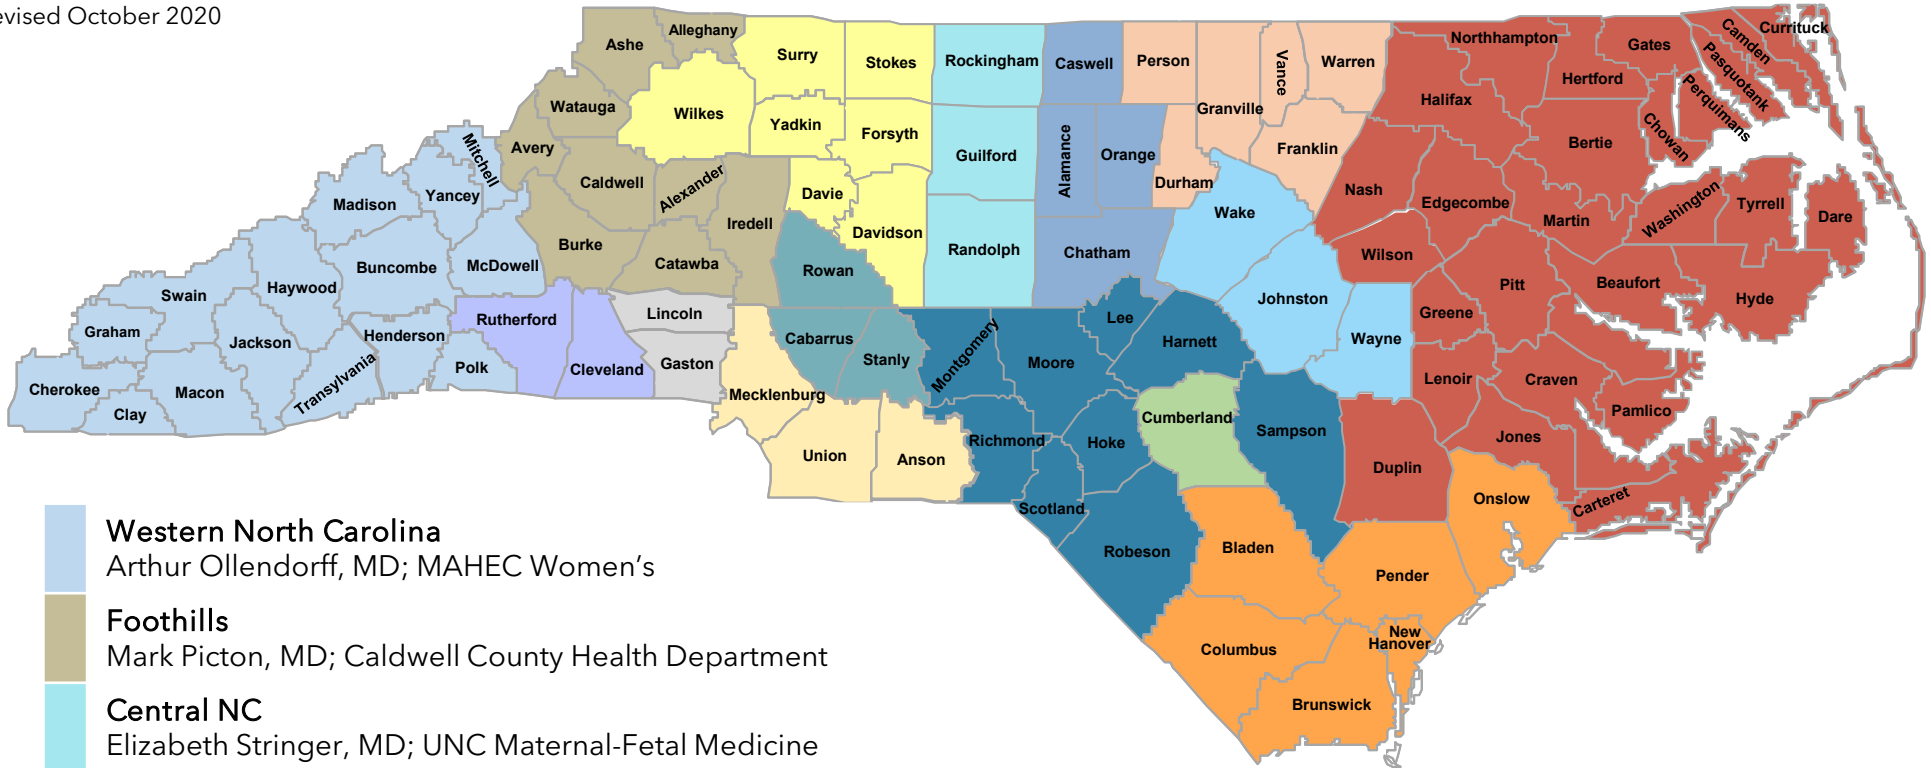 evised October 2020
Ashe
Alleghany
Surry
Stokes
Rockingham
Caswell
Person
Granville
Vance
Warren
Northhampton
Gates
Camden
Currituck
Pasquotank
Perquimans
Chowan
Hertford
Halifax
Bertie
Watauga
Wilkes
Yadkin
Forsyth
Guilford
Alamance
Orange
Durham
Franklin
Nash
Edgecombe
Martin
Washington
Tyrrell
Dare
Mitchell
Avery
Caldwell
Alexander
Iredell
Davie
Davidson
Randolph
Chatham
Wake
Wilson
Pitt
Beaufort
Hyde
Madison
Yancey
Burke
Catawba
Rowan
Buncombe
McDowell
Haywood
Swain
Graham
Jackson
Henderson
Rutherford
Lincoln
Cleveland
Gaston
Polk
Transylvania
Macon
Cherokee
Clay
Mecklenburg
Cabarrus
Stanly
Montgomery
Moore
Lee
Harnett
Johnston
Wayne
Greene
Lenoir
Craven
Pamlico
Jones
Union
Anson
Richmond
Hoke
Cumberland
Sampson
Duplin
Onslow
Carteret
Scotland
Robeson
Bladen
Pender
Columbus
New
Hanover
Brunswick
Western North Carolina
Arthur Ollendorff, MD; MAHEC Women’s
Foothills
Mark Picton, MD; Caldwell County Health Department
Central NC
Elizabeth Stringer, MD; UNC Maternal-Fetal Medicine